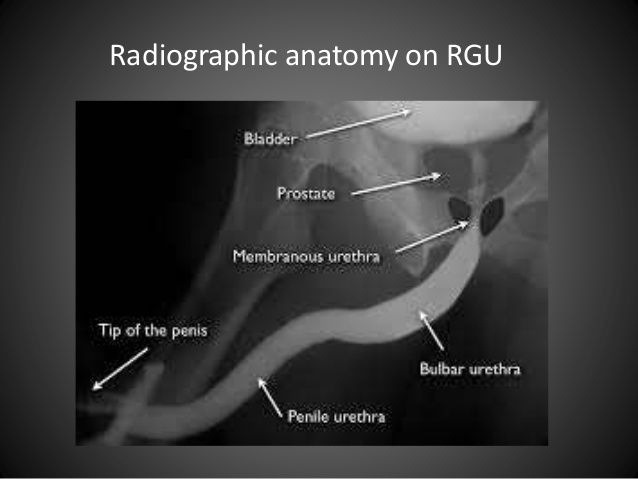 Radiographic anatomy on RGU
Bladder
Prostate
Membranous urethra
Tip of the penis
Bulbar urethra
Penile urethra